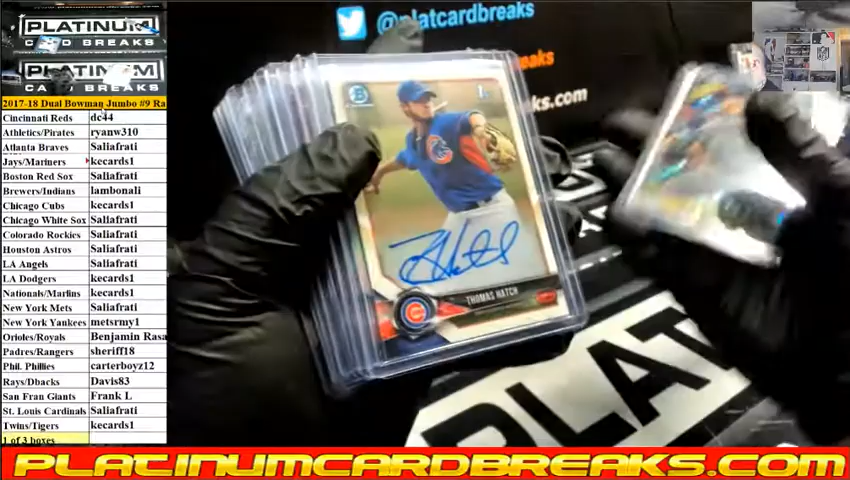 PLATINUM
CARD BREAKS
PLATINUM
CARD BREAKS
2017-18 Dual Bowman Jumbo #9 Ra
Cincinnati Reds dc44
Athletics/Pirates ryanw310
Atlanta Braves Saliafrati
Jays/Mariners kecards1
Boston Red Sox Saliafrati
Brewers/Indians lambonali
Chicago Cubs kecards1
Chicago White Sox Saliafrati
Colorado Rockies Saliafrati
Houston Astros Saliafrati
LA Angels Saliafrati
LA Dodgers kecards1
Nationals/Marlins kecards1
New York Mets Saliafrati
New York Yankees metsrmy1
Orioles/Royals Benjamin Rasa
Padres/Rangers sheriff18
Phil. Phillies carterboyz12
Rays/Dbacks Davis83
San Fran Giants Frank L
St. Louis Cardinals Saliafrati
Twins/Tigers kecards1
1 of 3 boxes
@platcardbreaks
eaks
ks.com
THOMAS HATCH
PLAT
PLATINUMCARDBREAKS.COM